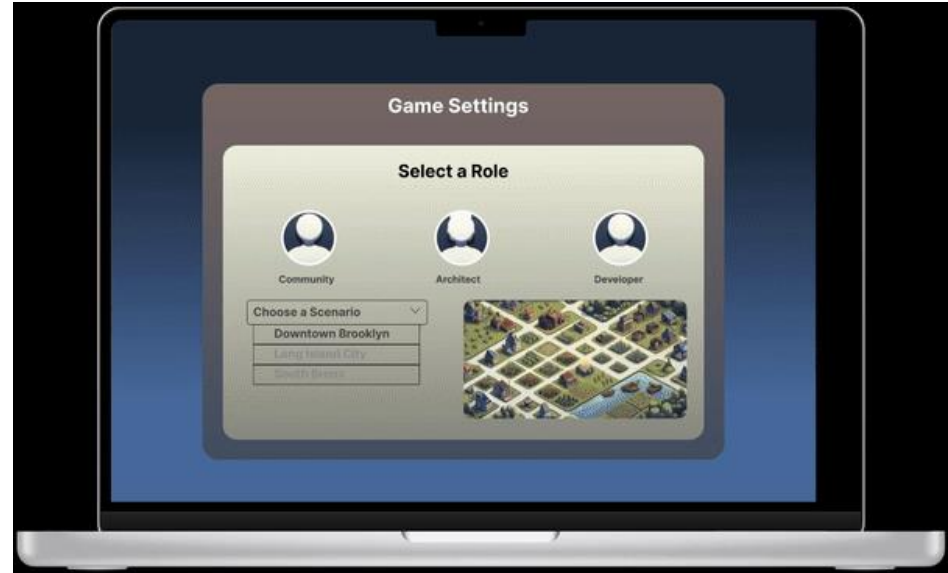 Game Settings
Select a Role
Community
Architect
Developer
Choose a Scenario
Downtown Brooklyn
Long Island City
South Bronx